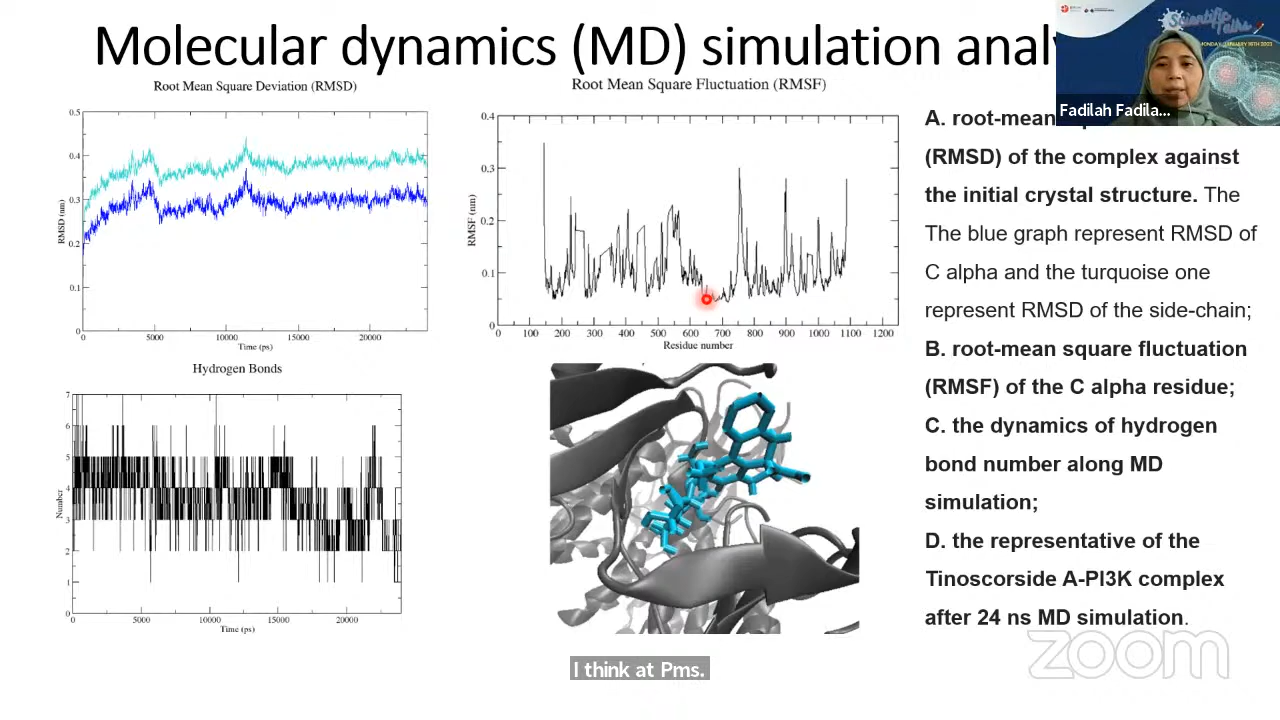 Molecular dynamics (MD) simulation analy
Scientific
Talks
MONDAY, JANUARY 16TH 2023
Fadilah Fadila...
Root Mean Square Deviation (RMSD)
0.5
0.4
0.3
0.2
0.1
0
RMSD (nm)
0
5000
10000
15000
20000
Time (ps)
Root Mean Square Fluctuation (RMSF)
0.4
0.3
0.2
0.1
0
RMSF (nm)
0
100
200
300
400
500
600
700
800
900
1000
1100
1200
Residue number
Hydrogen Bonds
7
6
5
4
3
2
1
0
Number
0
5000
10000
15000
20000
Time (ps)
A. root-mean
(RMSD) of the complex against
the initial crystal structure. The
The blue graph represent RMSD of
C alpha and the turquoise one
represent RMSD of the side-chain;
B. root-mean square fluctuation
(RMSF) of the C alpha residue;
C. the dynamics of hydrogen
bond number along MD
simulation;
D. the representative of the
Tinoscorside A-PI3K complex
after 24 ns MD simulation.
zoom
I think at Pms.